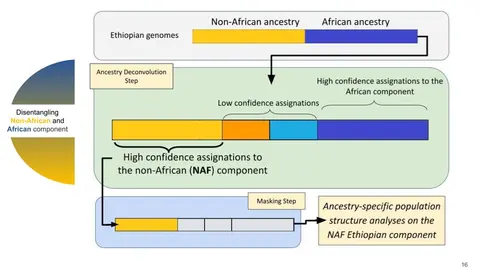 Non-African ancestry
African ancestry
Ethiopian genomes
Ancestry Deconvolution
Step
High confidence assignations to the
African component
Low confidence assignations
Disentangling
Non-African and
African component
High confidence assignations to
the non-African (NAF) component
Masking Step
Ancestry-specific population
structure analyses on the
NAF Ethiopian component
16